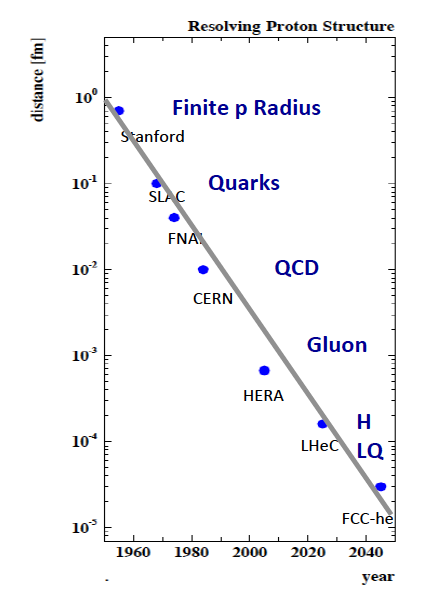 Resolving Proton Structure
distance [fm]
10⁰
Finite p Radius
Stanford
10⁻¹
Quarks
SLAC
FNAL
10⁻²
QCD
CERN
10⁻³
Gluon
HERA
H
10⁻⁴
LHeC
LQ
FCC-he
10⁻⁵
1960 1980 2000 2020 2040
year